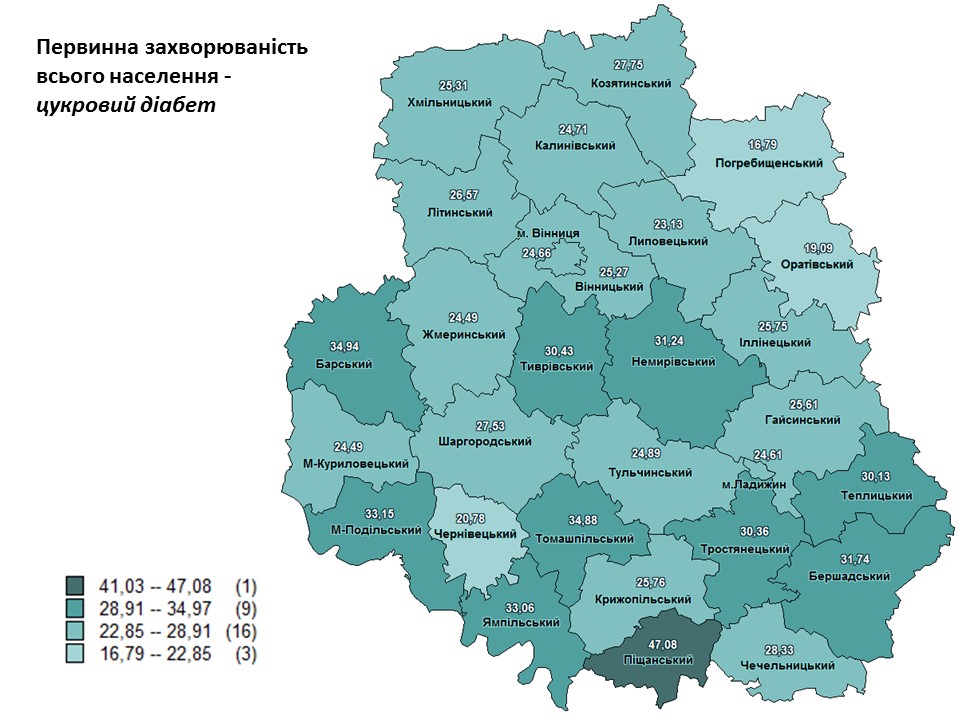 Первинна захворюваність
всього населення -
цукровий діабет
27,75
Козятинський
25,31
Хмільницький
24,71
Калинівський
16,79
Погребищенський
26,57
Літинський
23,13
Липовецький
м. Вінниця
24,66
19,09
Оратівський
25,27
Вінницький
24,49
Жмеринський
25,75
Іллінецький
34,94
Барський
30,43
Тиврівський
31,24
Немирівський
25,61
Гайсинський
27,53
Шаргородський
24,49
М-Куриловецький
24,89
Тульчинський
24,61
м.Ладижин
30,13
Теплицький
33,15
М-Подільський
20,78
Чернівецький
34,88
Томашпільський
30,36
Тростянецький
31,74
Бершадський
25,76
Крижопільський
33,06
Ямпільський
47,08
Піщанський
28,33
Чечельницький
41,03 -- 47,08 (1)
28,91 -- 34,97 (9)
22,85 -- 28,91 (16)
16,79 -- 22,85 (3)